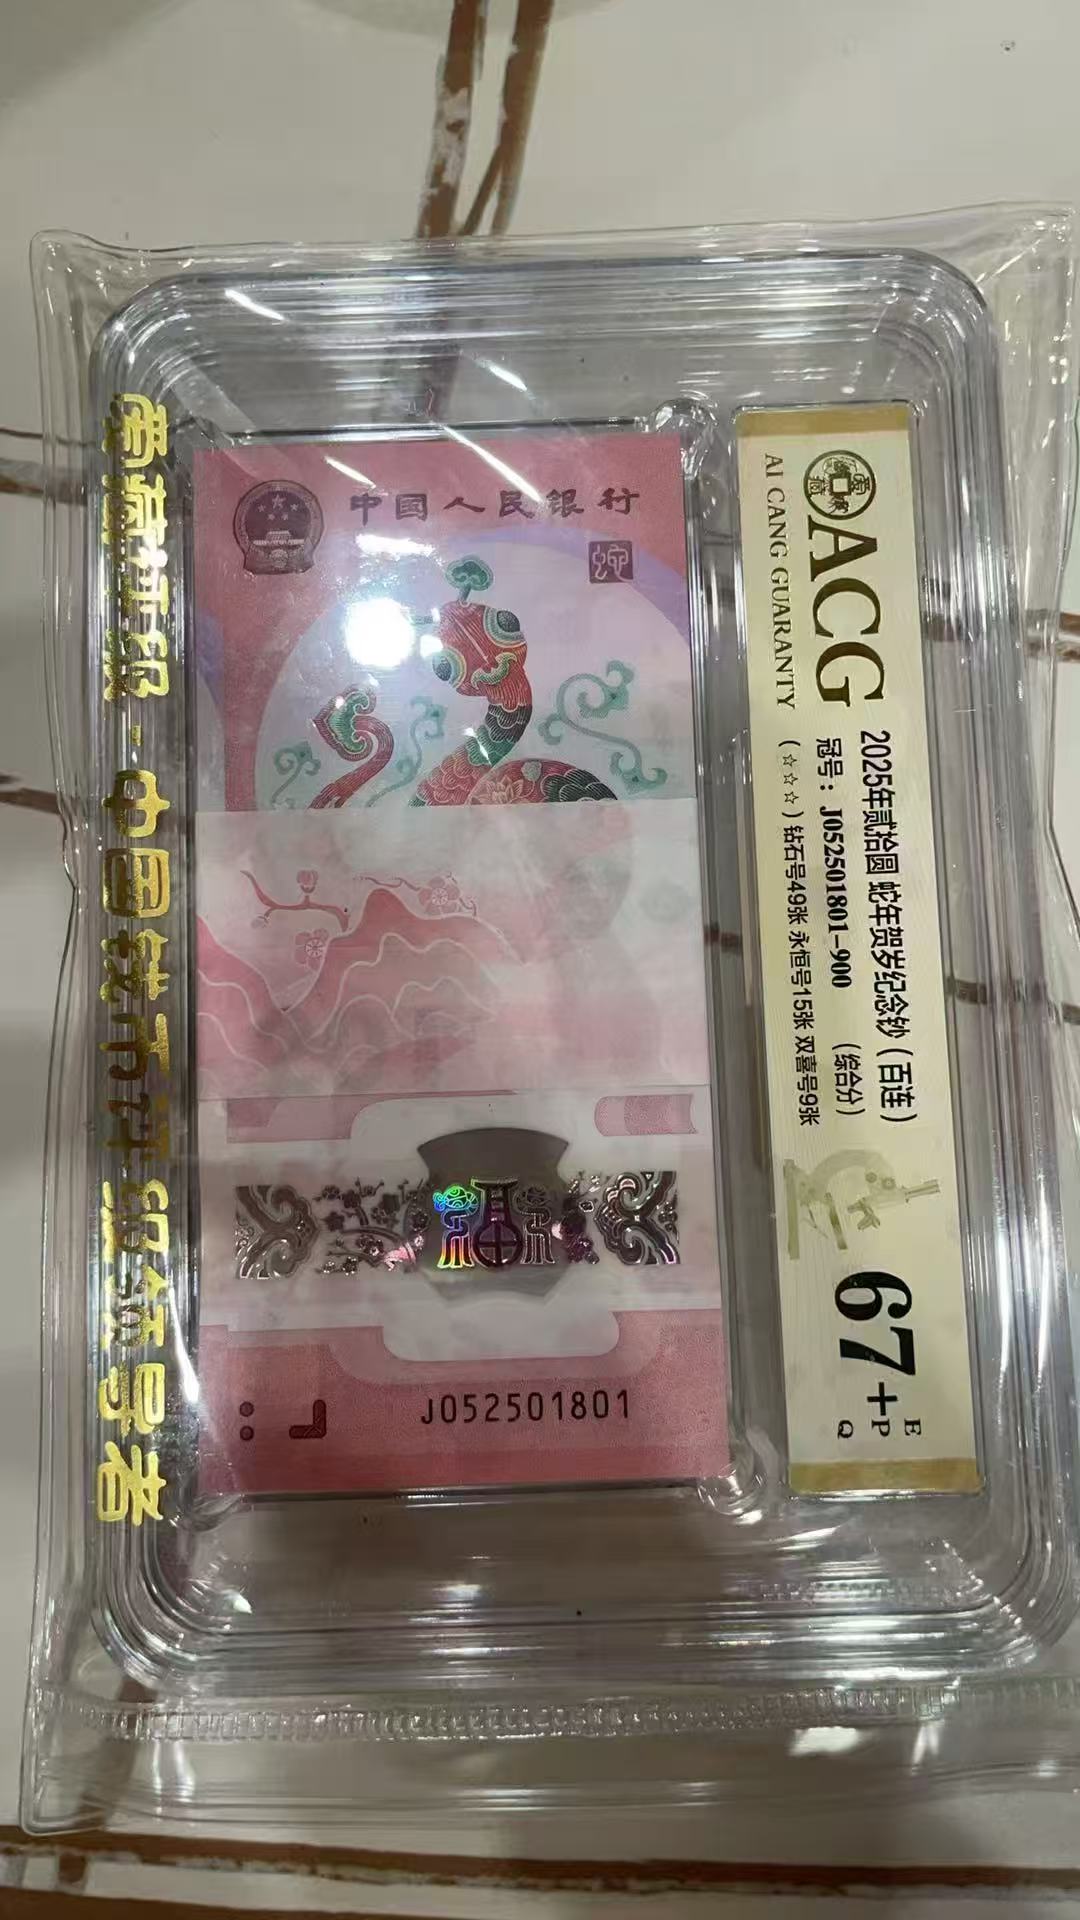 中国人民银行
蛇
J052501801
爱藏评级-中国钱币评级领导者
ACG
AI CANG GUARANTY
2025年贰拾圆 蛇年贺岁纪念钞(百连)
冠号:J052501801-900 (综合分)
(☆☆☆)钻石号49张 永恒号15张 双喜号9张
67+
E
P
Q